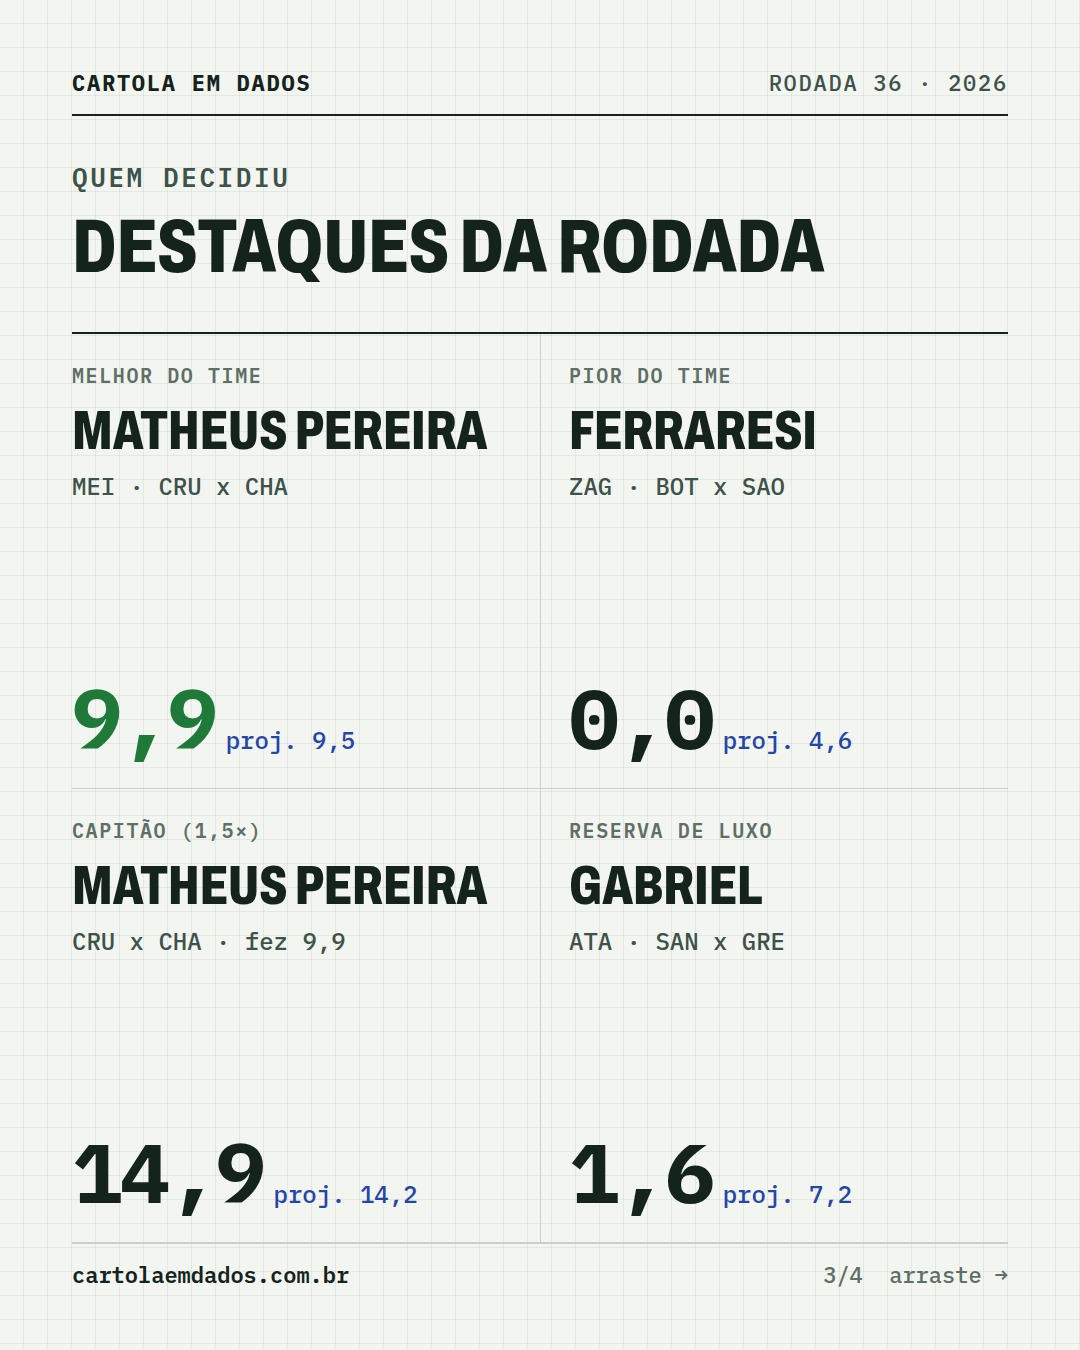 CARTOLA EM DADOS
RODADA 36 · 2026
QUEM DECIDIU
DESTAQUES DA RODADA
MELHOR DO TIME
MATHEUS PEREIRA
MEI · CRU x CHA
9,9 proj. 9,5
PIOR DO TIME
FERRARESI
ZAG · BOT x SAO
0,0 proj. 4,6
CAPITÃO (1,5×)
MATHEUS PEREIRA
CRU x CHA · fez 9,9
14,9 proj. 14,2
RESERVA DE LUXO
GABRIEL
ATA · SAN x GRE
1,6 proj. 7,2
cartolaemdados.com.br
3/4 arraste →